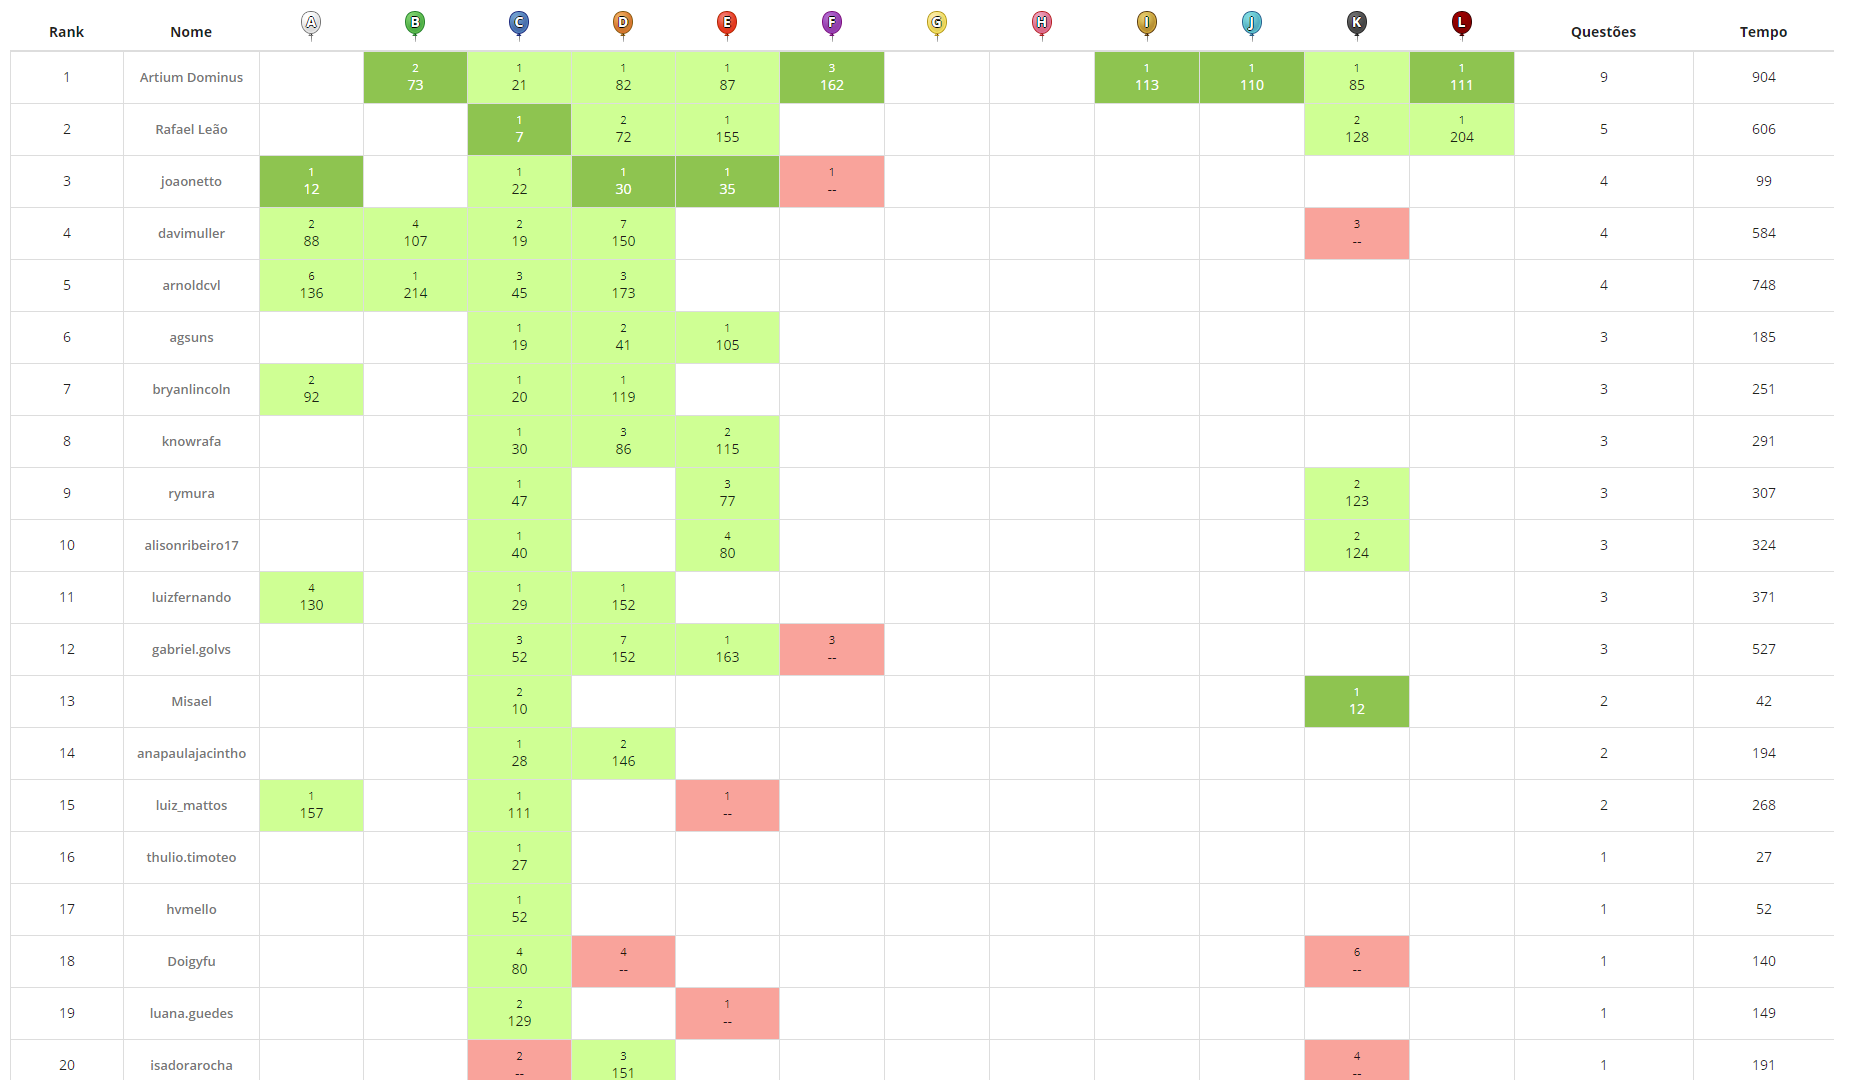 Rank Nome A B C D E F G H I J K L Questões Tempo
1 Artium Dominus 2 73 1 21 1 82 1 87 3 162 1 113 1 110 1 85 1 111 9 904
2 Rafael Leão 1 7 2 72 1 155 2 128 1 204 5 606
3 joaonetto 1 12 1 22 1 30 1 35 1 -- 4 99
4 davimuller 2 88 4 107 2 19 7 150 3 -- 4 584
5 arnoldcvl 6 136 1 214 3 45 3 173 4 748
6 agsuns 1 19 2 41 1 105 3 185
7 bryanlincoln 2 92 1 20 1 119 3 251
8 knowrafa 1 30 3 86 2 115 3 291
9 rymura 1 47 3 77 2 123 3 307
10 alisonribeiro17 1 40 4 80 2 124 3 324
11 luizfernando 4 130 1 29 1 152 3 371
12 gabriel.golvs 3 52 7 152 1 163 3 -- 3 527
13 Misael 2 10 1 12 2 42
14 anapaulajacintho 1 28 2 146 2 194
15 luiz_mattos 1 157 1 111 1 -- 2 268
16 thulio.timoteo 1 27 1 27
17 hvmello 1 52 1 52
18 Doigyfu 4 80 4 -- 6 -- 1 140
19 luana.guedes 2 129 1 -- 1 149
20 isadorarocha 2 -- 3 151 4 -- 1 191